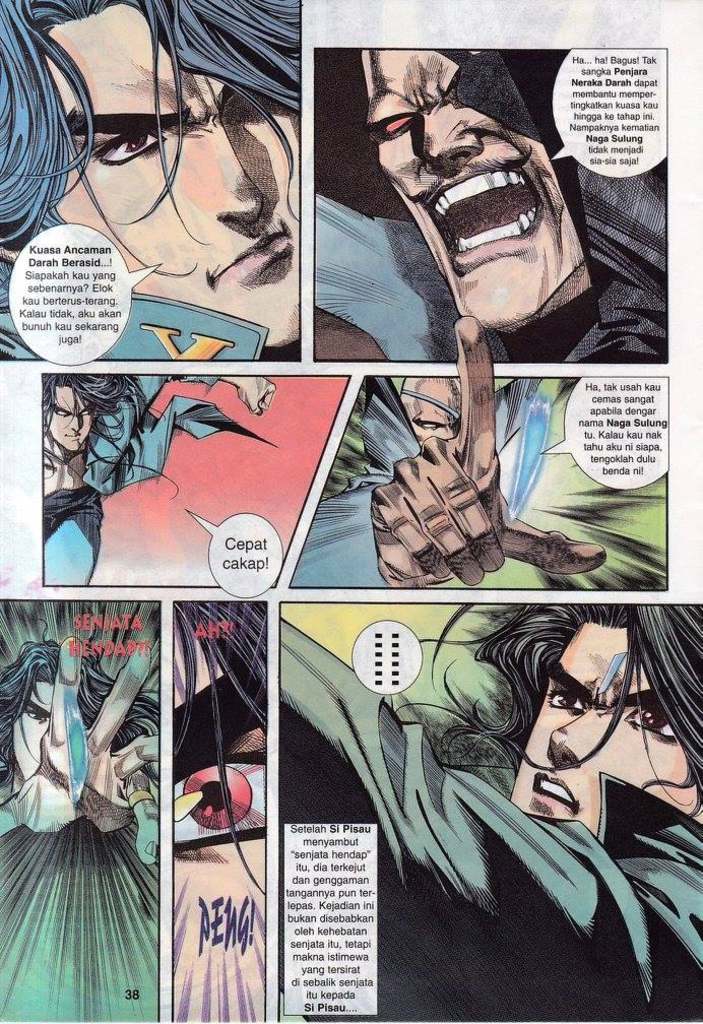 Kuasa Ancaman
Darah Berasid...!
Siapakah kau yang
sebenarnya? Elok
kau berterus-terang.
Kalau tidak, aku akan
bunuh kau sekarang
juga!
Ha... ha! Bagus! Tak
sangka Penjara
Neraka Darah dapat
membantu memper-
tingkatkan kuasa kau
hingga ke tahap ini.
Nampaknya kematian
Naga Sulung
tidak menjadi
sia-sia saja!
Cepat
cakap!
Ha, tak usah kau
cemas sangat
apabila dengar
nama Naga Sulung
tu. Kalau kau nak
tahu aku ni siapa,
tengoklah dulu
benda ni!
SENJATA
HENDAP?!
AH?!
PENG!
Setelah Si Pisau
menyambut
"senjata hendap"
itu, dia terkejut
dan genggaman
tangannya pun ter-
lepas. Kejadian ini
bukan disebabkan
oleh kehebatan
senjata itu, tetapi
makna istimewa
yang tersirat
di sebalik senjata
itu kepada
Si Pisau....
38